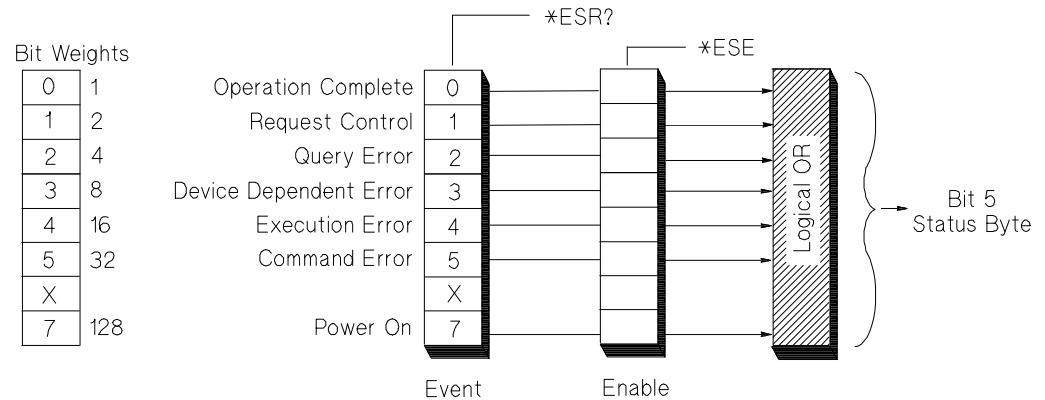 *ESR?
*ESE
Bit Weights
0 1
1 2
2 4
3 8
4 16
5 32
X
7 128
Operation Complete 0
Request Control 1
Query Error 2
Device Dependent Error 3
Execution Error 4
Command Error 5
X
Power On 7
Event
Enable
Logical OR
Bit 5
Status Byte